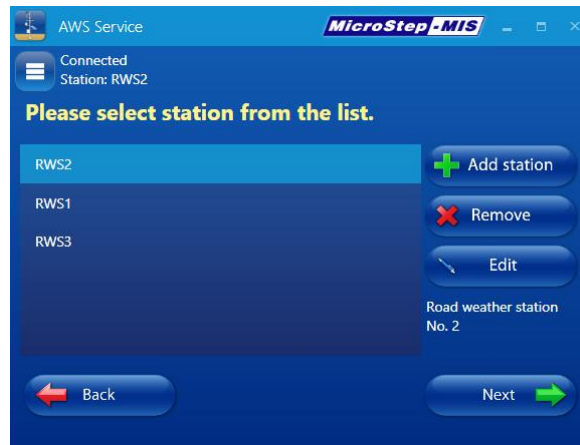 AWS Service
MicroStep-MIS
Connected
Station: RWS2
Please select station from the list.
RWS2
RWS1
RWS3
Add station
Remove
Edit
Road weather station
No. 2
Back
Next